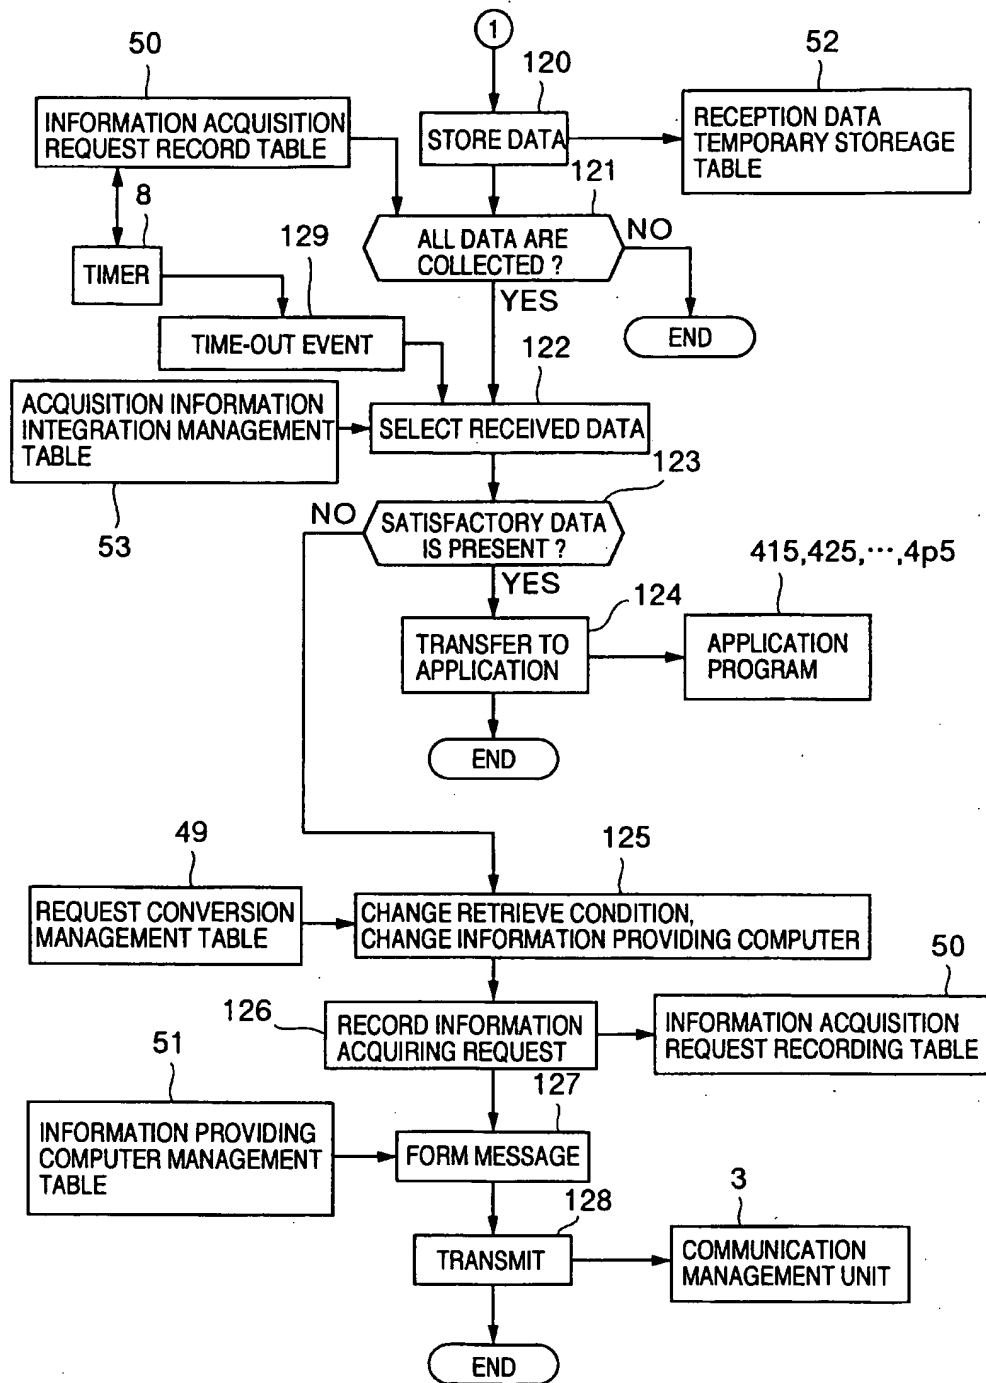 1
50
120
52
INFORMATION ACQUISITION
REQUEST RECORD TABLE
STORE DATA
RECEPTION DATA
TEMPORARY STOREAGE
TABLE
8
121
129
ALL DATA ARE
COLLECTED ?
NO
TIMER
YES
END
TIME-OUT EVENT
122
ACQUISITION INFORMATION
INTEGRATION MANAGEMENT
TABLE
SELECT RECEIVED DATA
123
NO
SATISFACTORY DATA
IS PRESENT ?
53
YES
415,425,···,4p5
124
TRANSFER TO
APPLICATION
APPLICATION
PROGRAM
END
49
125
REQUEST CONVERSION
MANAGEMENT TABLE
CHANGE RETRIEVE CONDITION,
CHANGE INFORMATION PROVIDING COMPUTER
50
126
RECORD INFORMATION
ACQUIRING REQUEST
INFORMATION ACQUISITION
REQUEST RECORDING TABLE
51
127
INFORMATION PROVIDING
COMPUTER MANAGEMENT
TABLE
FORM MESSAGE
128
3
TRANSMIT
COMMUNICATION
MANAGEMENT UNIT
END